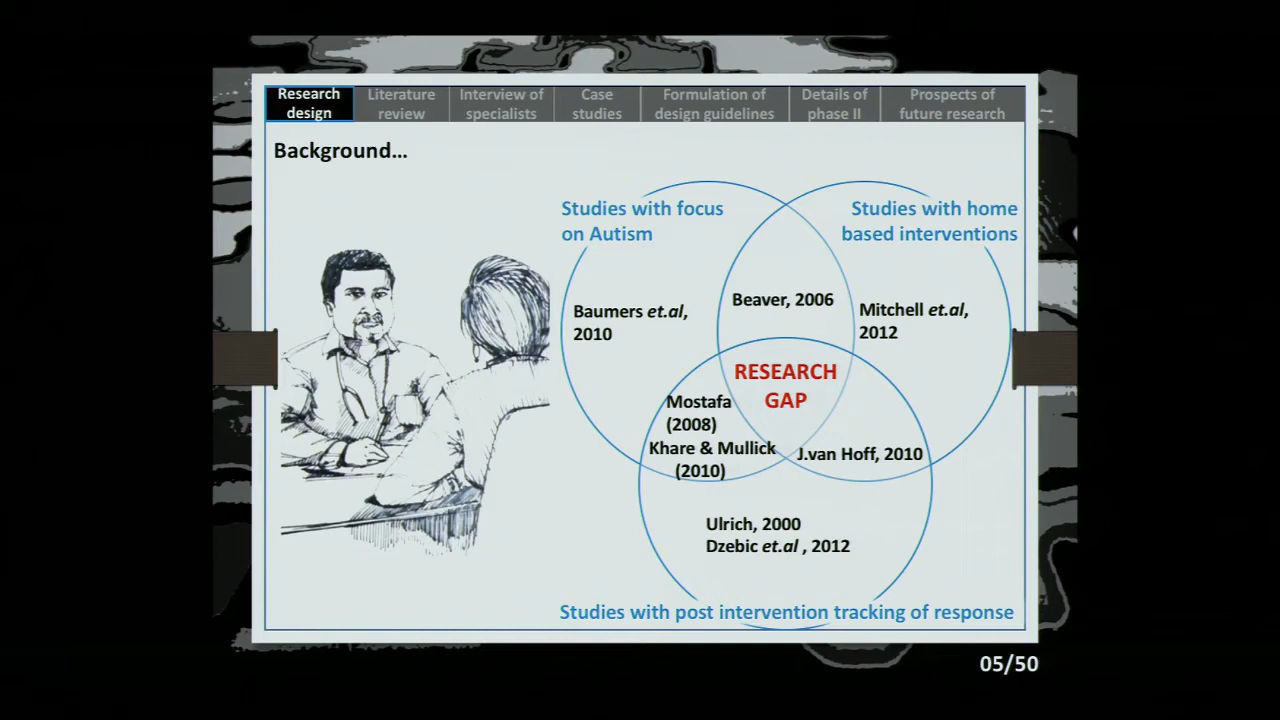 Research design
Literature review
Interview of specialists
Case studies
Formulation of design guidelines
Details of phase II
Prospects of future research
Background...
Studies with focus on Autism
Studies with home based interventions
Baumers et.al, 2010
Beaver, 2006
Mitchell et.al, 2012
RESEARCH GAP
Mostafa (2008)
Khare & Mullick (2010)
J.van Hoff, 2010
Ulrich, 2000
Dzebic et.al , 2012
Studies with post intervention tracking of response
05/50